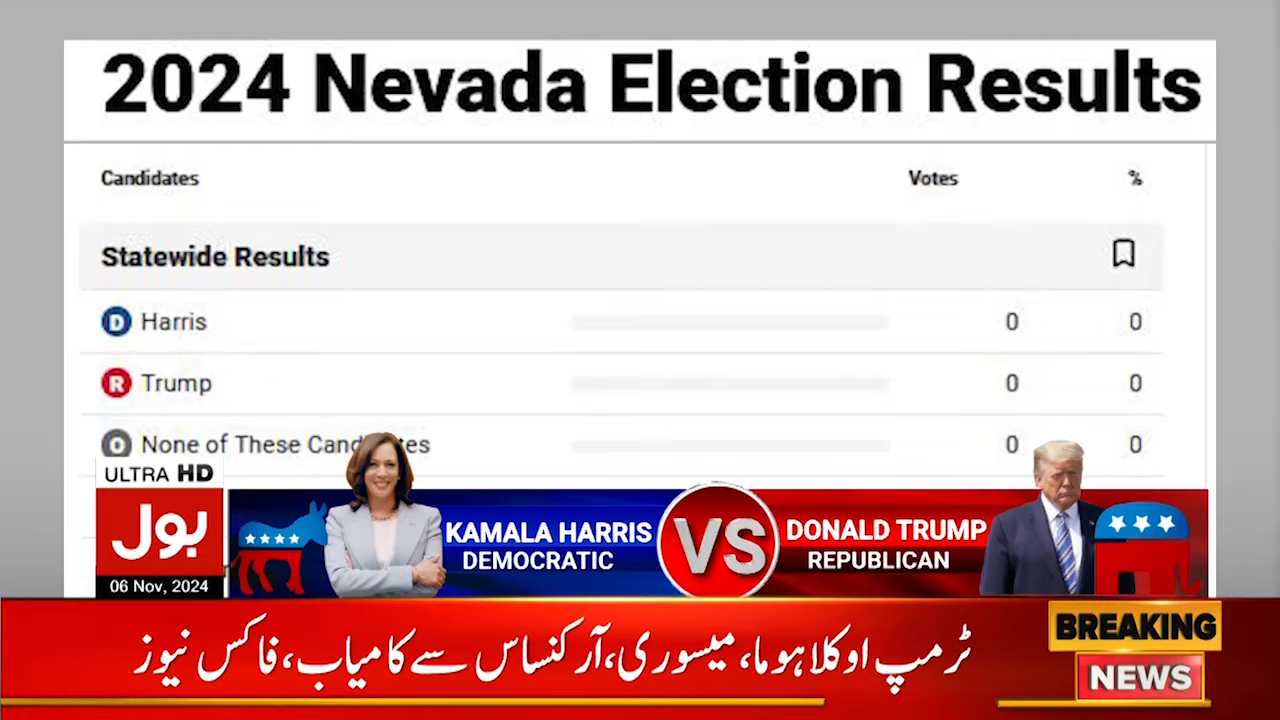 2024 Nevada Election Results
Candidates Votes %
Statewide Results
D Harris 0 0
R Trump 0 0
O None of These 0 0
ULTRA HD
بول
06 Nov, 2024
KAMALA HARRIS
DEMOCRATIC
VS
DONALD TRUMP
REPUBLICAN
ٹرمپ اوکلاہوما، میسوری، آرکنساس سے کامیاب، فاکس نیوز
BREAKING
NEWS